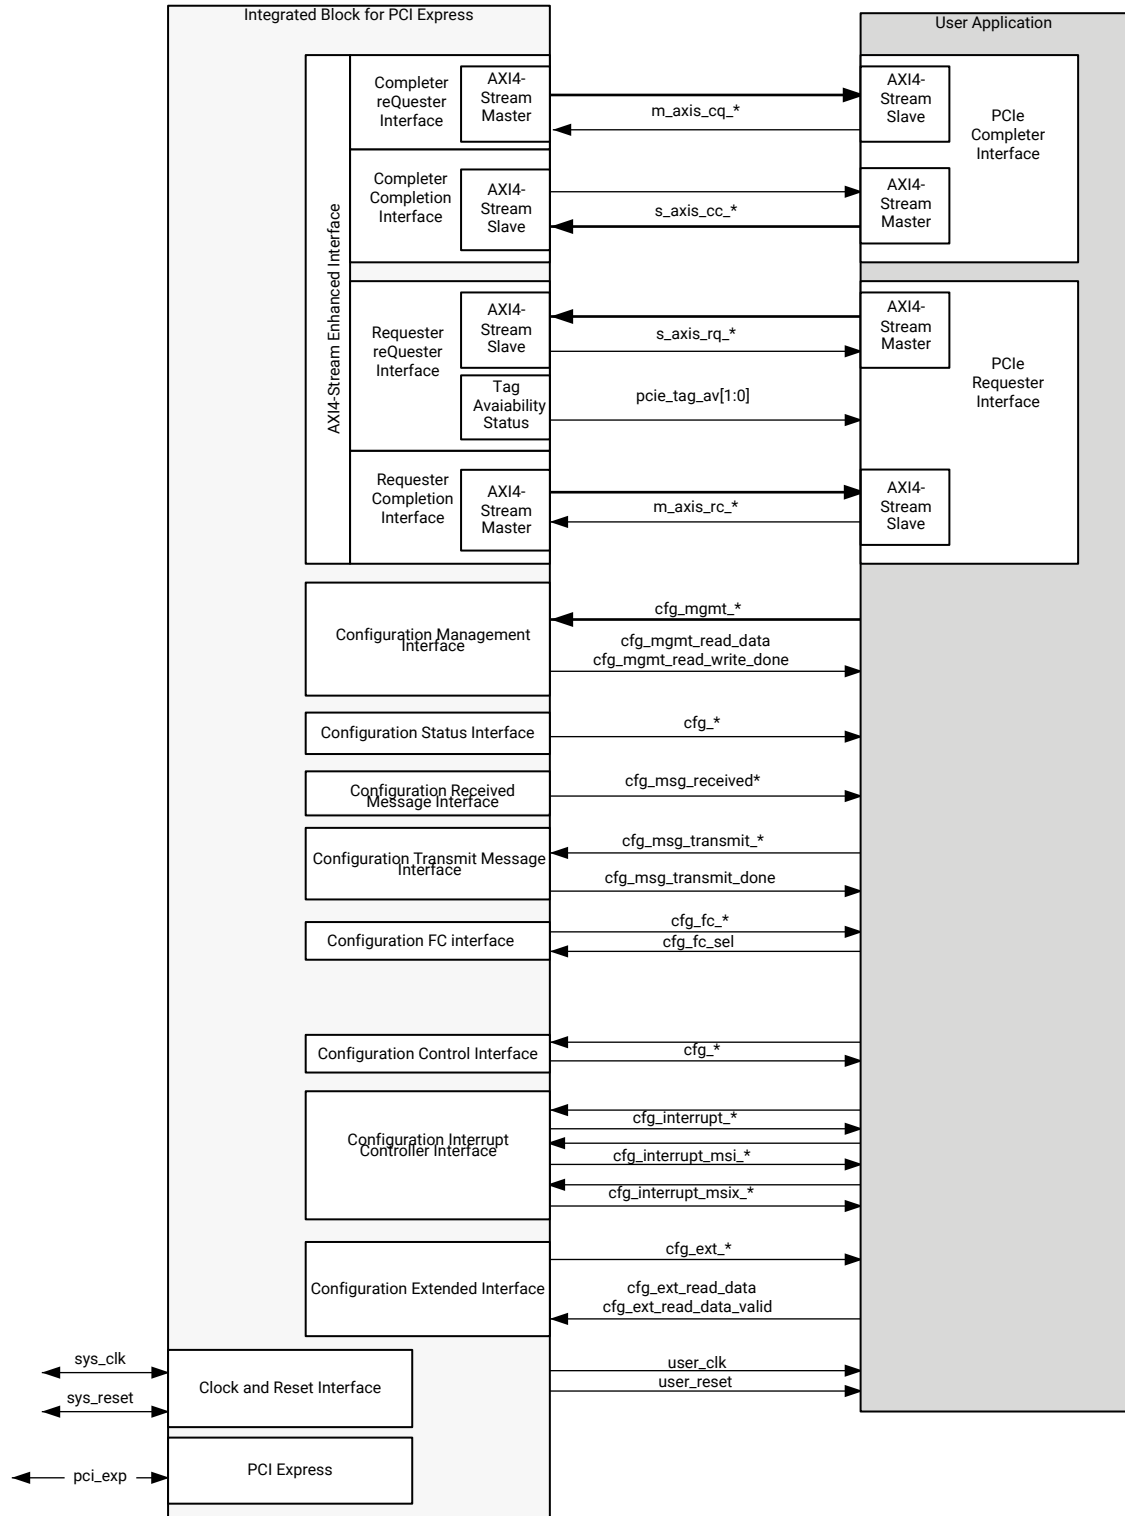 Integrated Block for PCI Express
User Application
AXI4-Stream Enhanced Interface
Completer
reQuester
Interface
AXI4-
Stream
Master
m_axis_cq_*
AXI4-
Stream
Slave
PCIe
Completer
Interface
Completer
Completion
Interface
AXI4-
Stream
Slave
s_axis_cc_*
AXI4-
Stream
Master
Requester
reQuester
Interface
AXI4-
Stream
Slave
s_axis_rq_*
AXI4-
Stream
Master
PCIe
Requester
Interface
Tag
Avaiability
Status
pcie_tag_av[1:0]
Requester
Completion
Interface
AXI4-
Stream
Master
m_axis_rc_*
AXI4-
Stream
Slave
Configuration Management
Interface
cfg_mgmt_*
cfg_mgmt_read_data
cfg_mgmt_read_write_done
Configuration Status Interface
cfg_*
Configuration Received
Message Interface
cfg_msg_received*
Configuration Transmit Message
Interface
cfg_msg_transmit_*
cfg_msg_transmit_done
Configuration FC interface
cfg_fc_*
cfg_fc_sel
Configuration Control Interface
cfg_*
Configuration Interrupt
Controller Interface
cfg_interrupt_*
cfg_interrupt_msi_*
cfg_interrupt_msix_*
Configuration Extended Interface
cfg_ext_*
cfg_ext_read_data
cfg_ext_read_data_valid
sys_clk
sys_reset
Clock and Reset Interface
user_clk
user_reset
pci_exp
PCI Express